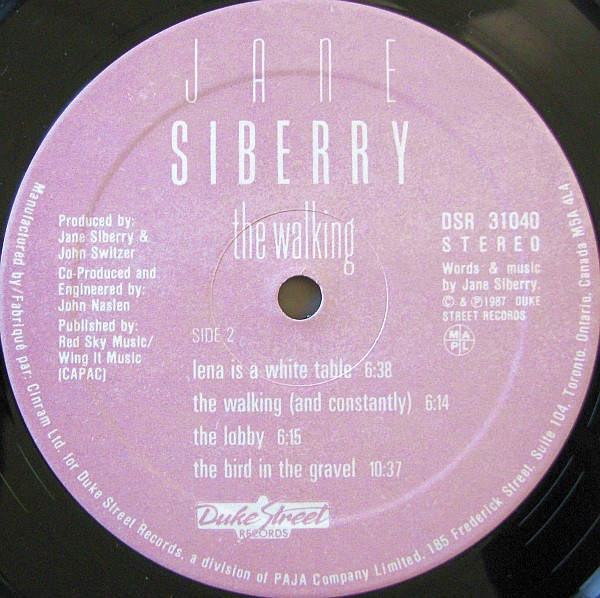 JANE
SIBERRY
the walking
Produced by:
Jane Siberry &
John Switzer
Co-Produced and
Engineered by:
John Naslen
Published by:
Red Sky Music/
Wing It Music
(CAPAC)
DSR 31040
STEREO
Words & music
by Jane Siberry.
© & ℗ 1987 DUKE
STREET RECORDS
MAPL
SIDE 2
lena is a white table 6:38
the walking (and constantly) 6:14
the lobby 6:15
the bird in the gravel 10:37
Duke Street
RECORDS
Manufactured by/Fabriqué par: Cinram Ltd. for Duke Street Records, a division of PAJA Company Limited, 185 Frederick Street, Suite 104, Toronto, Ontario, Canada M5A 4LA